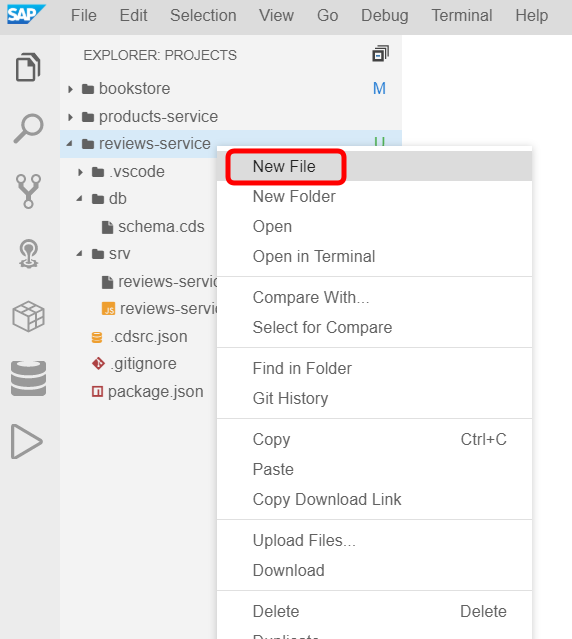 SAP File Edit Selection View Go Debug Terminal Help
EXPLORER: PROJECTS
bookstore M
products-service
reviews-service U
New File
.vscode
New Folder
db
schema.cds
Open
srv
Open in Terminal
reviews-servic
Compare With...
reviews-servi
JS
Select for Compare
.cdsrc.json
.gitignore
Find in Folder
package.json
Git History
Copy Ctrl+C
Paste
Copy Download Link
Upload Files...
Download
Delete Delete